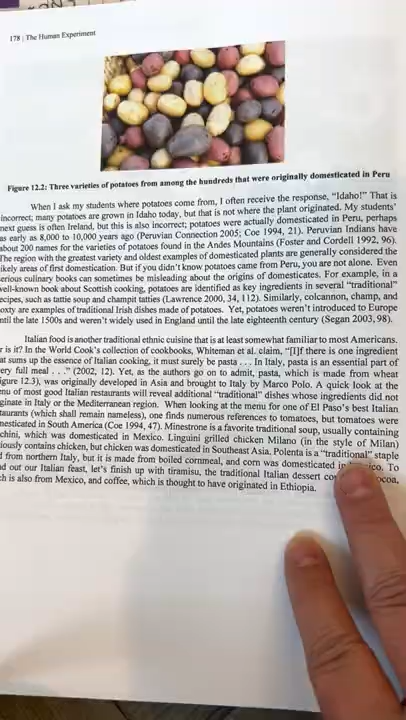 178 | The Human Experiment
Figure 12.2: Three varieties of potatoes from among the hundreds that were originally domesticated in Peru
When I ask my students where potatoes come from, I often receive the response, “Idaho!” That is
incorrect; many potatoes are grown in Idaho today, but that is not where the plant originated. My students’
next guess is often Ireland, but this is also incorrect; potatoes were actually domesticated in Peru, perhaps
as early as 8,000 to 10,000 years ago (Peruvian Connection 2005; Coe 1994, 21). Peruvian Indians have
about 200 names for the varieties of potatoes found in the Andes Mountains (Foster and Cordell 1992, 96).
The region with the greatest variety and oldest examples of domesticated plants are generally considered the
ikely areas of first domestication. But if you didn’t know potatoes came from Peru, you are not alone. Even
erious culinary books can sometimes be misleading about the origins of domesticates. For example, in a
well-known book about Scottish cooking, potatoes are identified as key ingredients in several “traditional”
ecipes, such as tattie soup and champit tatties (Lawrence 2000, 34, 112). Similarly, colcannon, champ, and
oxty are examples of traditional Irish dishes made of potatoes. Yet, potatoes weren’t introduced to Europe
ntil the late 1500s and weren’t widely used in England until the late eighteenth century (Segan 2003, 98).
Italian food is another traditional ethnic cuisine that is at least somewhat familiar to most Americans.
r is it? In the World Cook’s collection of cookbooks, Whiteman et al. claim, “[I]f there is one ingredient
at sums up the essence of Italian cooking, it must surely be pasta . . . In Italy, pasta is an essential part of
ery full meal . . .” (2002, 12). Yet, as the authors go on to admit, pasta, which is made from wheat
igure 12.3), was originally developed in Asia and brought to Italy by Marco Polo. A quick look at the
nu of most good Italian restaurants will reveal additional “traditional” dishes whose ingredients did not
ginate in Italy or the Mediterranean region. When looking at the menu for one of El Paso’s best Italian
taurants (which shall remain nameless), one finds numerous references to tomatoes, but tomatoes were
nesticated in South America (Coe 1994, 47). Minestrone is a favorite traditional soup, usually containing
chini, which was domesticated in Mexico. Linguini grilled chicken Milano (in the style of Milan)
iously contains chicken, but chicken was domesticated in Southeast Asia. Polenta is a “traditional” staple
d from northern Italy, but it is made from boiled cornmeal, and corn was domesticated in Mexico. To
d out our Italian feast, let’s finish up with tiramisu, the traditional Italian dessert co ocoa,
ch is also from Mexico, and coffee, which is thought to have originated in Ethiopia.